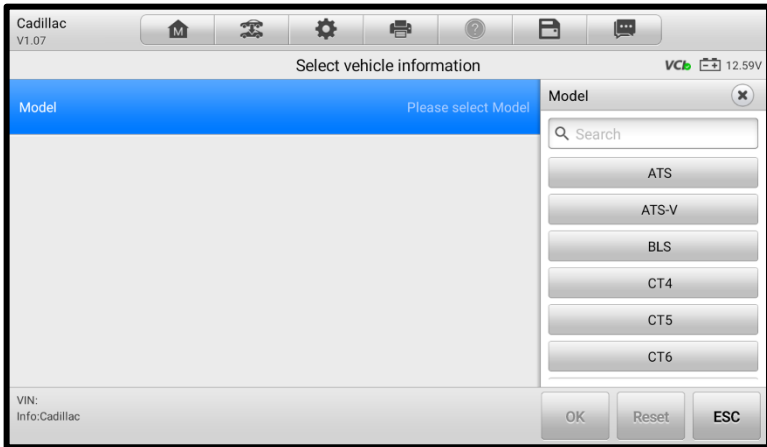 Cadillac
V1.07
M
?
Select vehicle information
VCI 12.59V
Model
Please select Model
Model
Search
ATS
ATS-V
BLS
CT4
CT5
CT6
VIN:
Info:Cadillac
OK
Reset
ESC